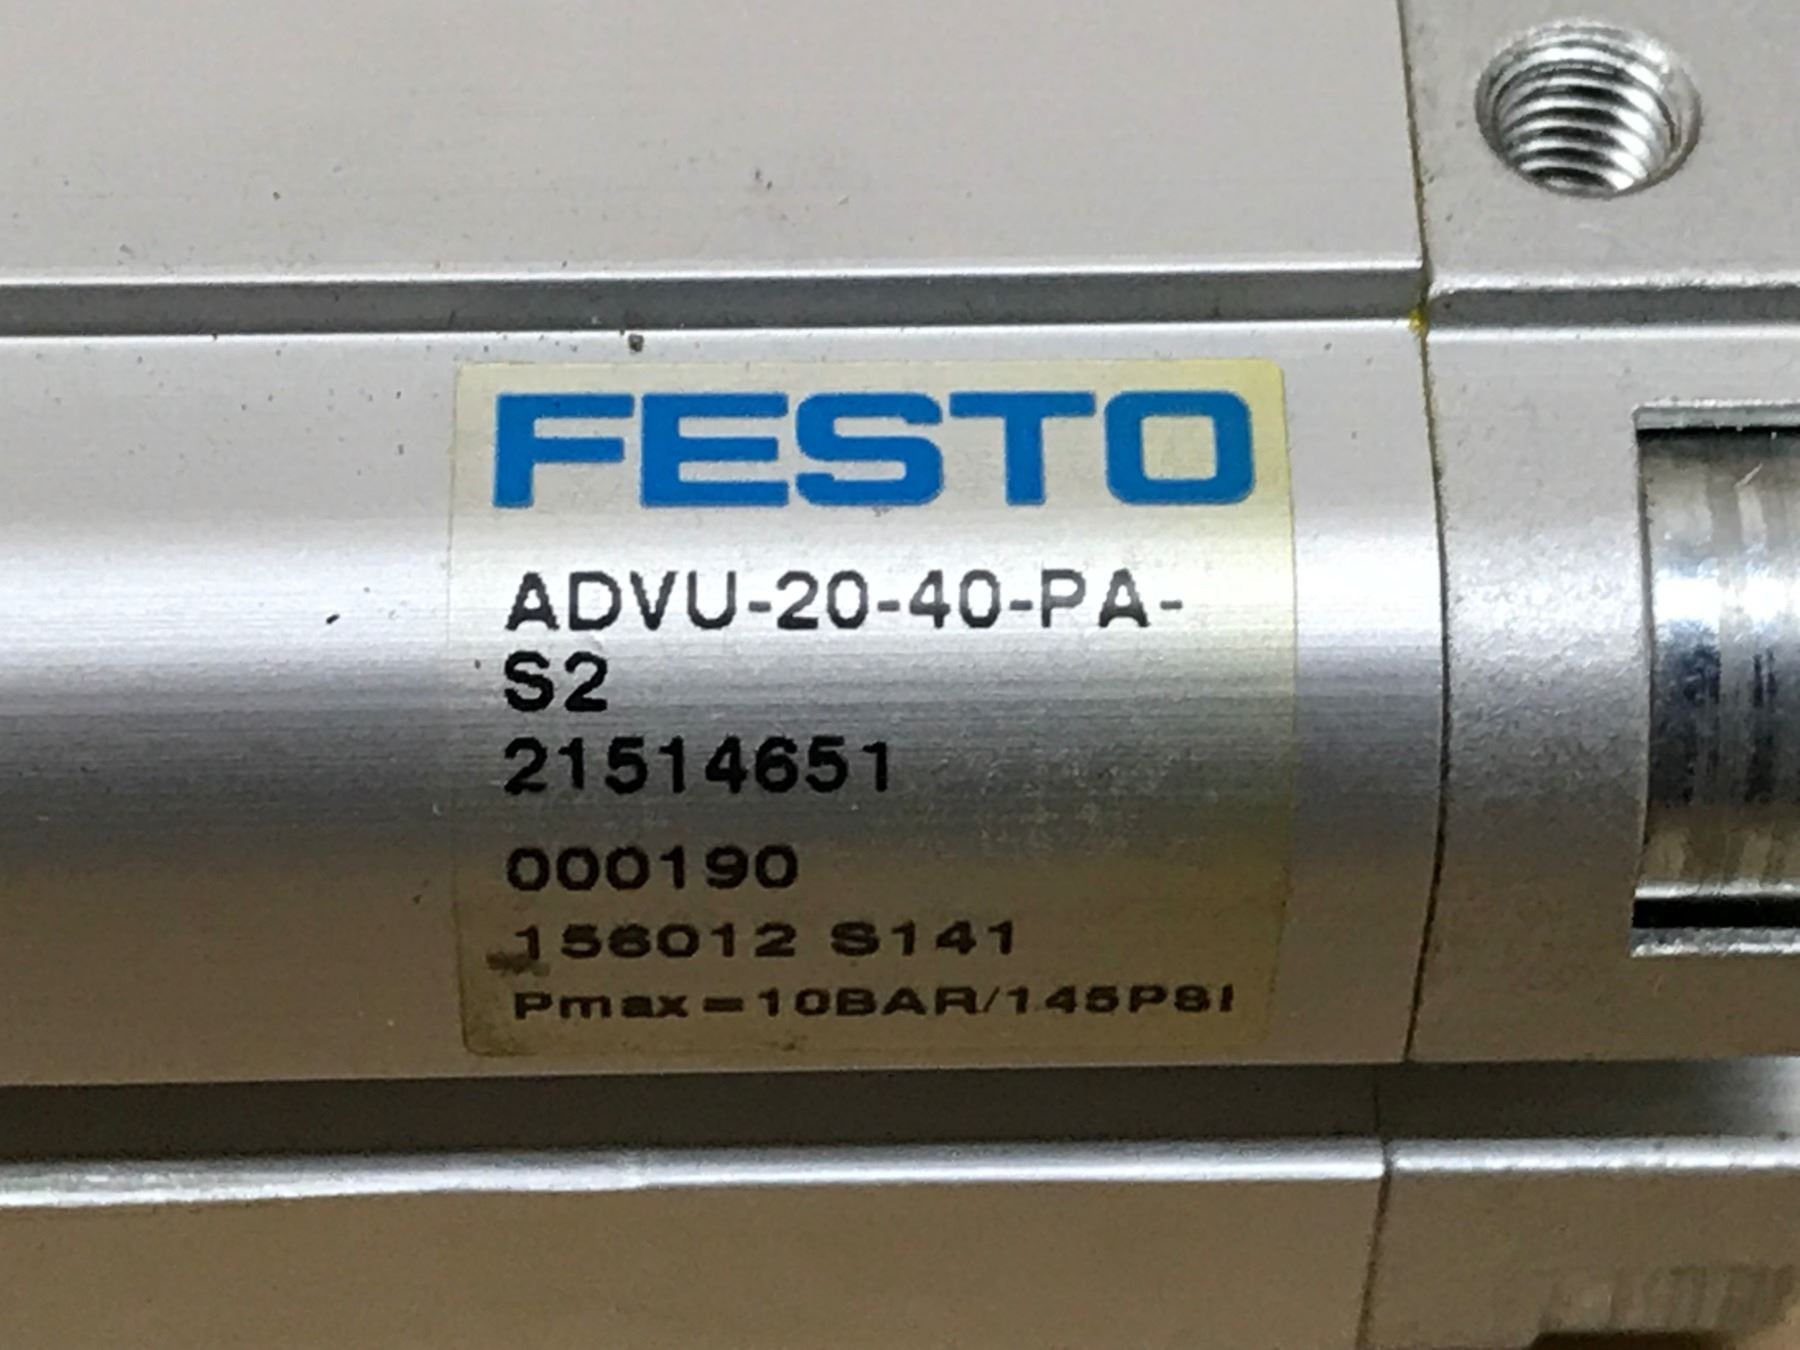 FESTO
ADVU-20-40-PA-
S2
21514651
000190
156012 S141
Pmax=10BAR/145PSI